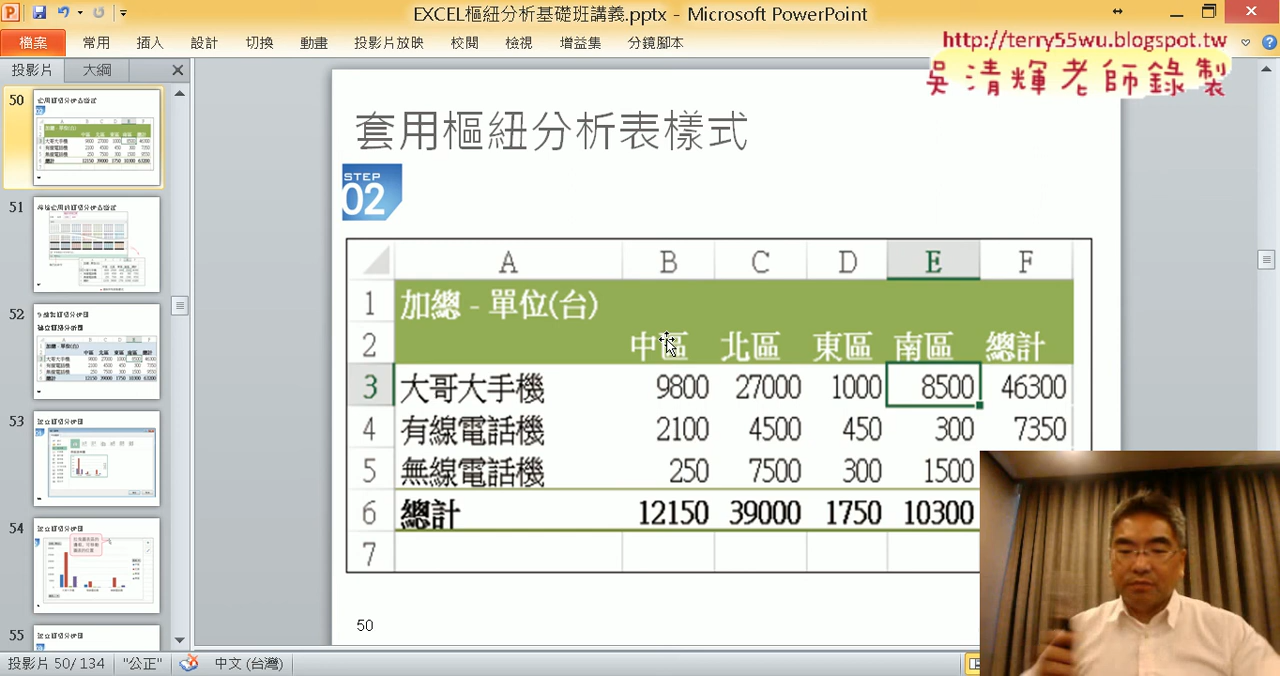 EXCEL樞紐分析基礎班講義.pptx - Microsoft PowerPoint
檔案 常用 插入 設計 切換 動畫 投影片放映 校閱 檢視 增益集 分鏡腳本
http://terry55wu.blogspot.tw
吳清輝老師錄製
投影片 大綱
50
51
52
53
54
55
套用樞紐分析表樣式
STEP
02
A B C D E F
1 加總 - 單位(台)
2 中區 北區 東區 南區 總計
3 大哥大手機 9800 27000 1000 8500 46300
4 有線電話機 2100 4500 450 300 7350
5 無線電話機 250 7500 300 1500
6 總計 12150 39000 1750 10300
7
50
投影片 50/134 "公正" 中文 (台灣)